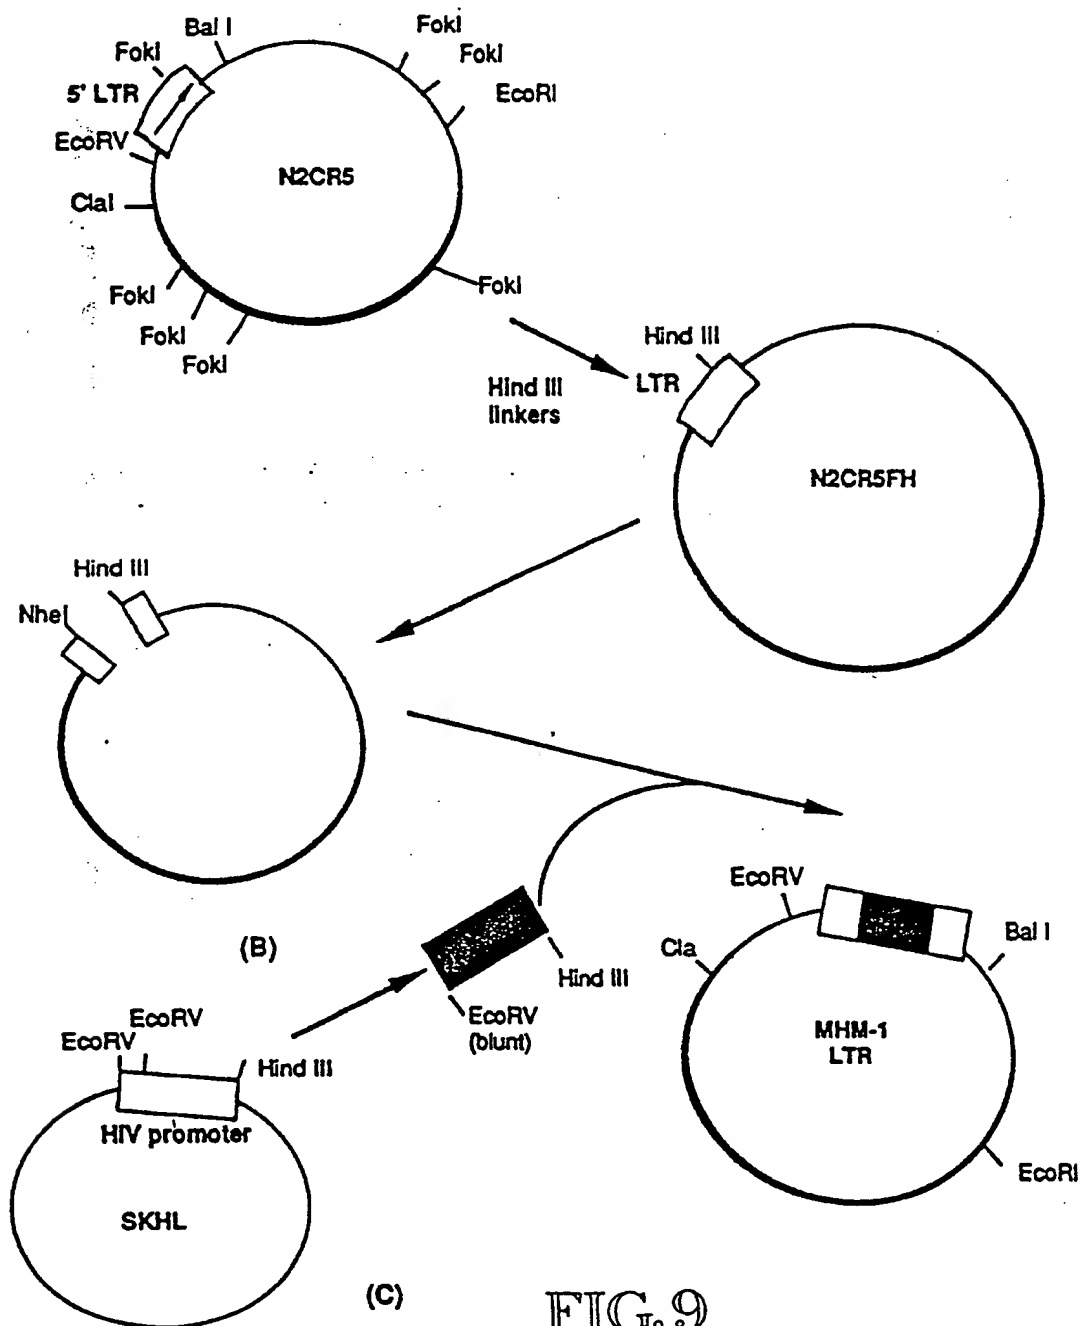 Bal I
FokI
FokI
FokI
5' LTR
EcoRI
EcoRV
N2CR5
ClaI
FokI
FokI
FokI
FokI
Hind III
LTR
Hind III
linkers
N2CR5FH
Hind III
NheI
EcoRV
(B)
Cla
Bal I
Hind III
EcoRV
EcoRV
(blunt)
EcoRV
Hind III
MHM-1
LTR
HIV promoter
EcoRI
SKHL
(C)
FIG. 9